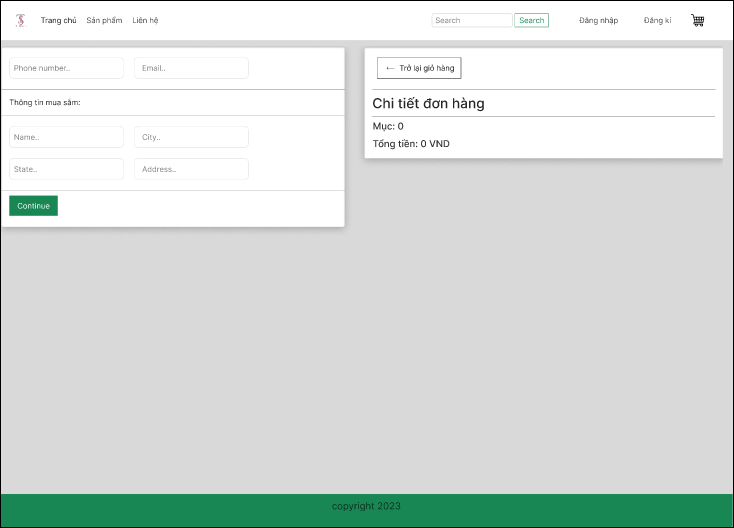 Trang chủ Sản phẩm Liên hệ Search Search Đăng nhập Đăng kí
Phone number.. Email..
Thông tin mua sắm:
Name.. City..
State.. Address..
Continue
← Trở lại giỏ hàng
Chi tiết đơn hàng
Mục: 0
Tổng tiền: 0 VND
copyright 2023